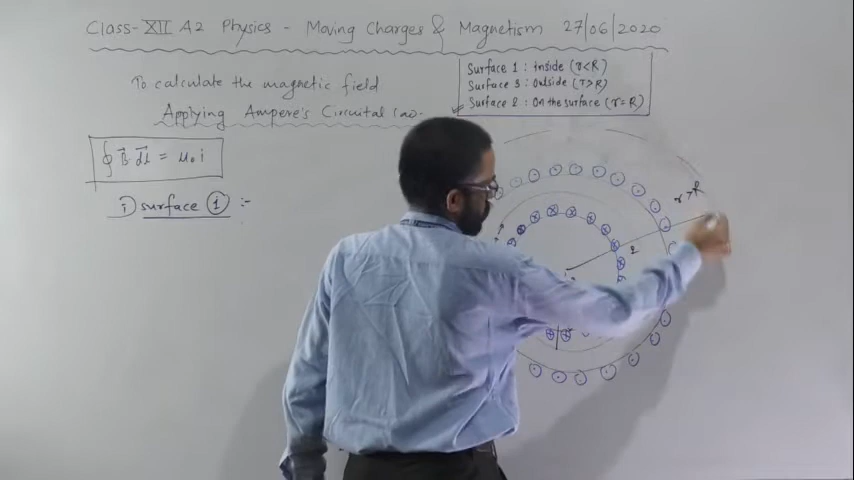 Class-XII A2 Physics - Moving Charges & Magnetism 27/06/2020
To calculate the magnetic field
Applying Ampere's Circuital law.
Surface 1 : Inside (r<R)
Surface 3 : Outside (r>R)
✓ Surface 2 : On the surface (r=R)
∮ B⃗ d⃗l = μ₀ i
i) surface ① :-
r>R